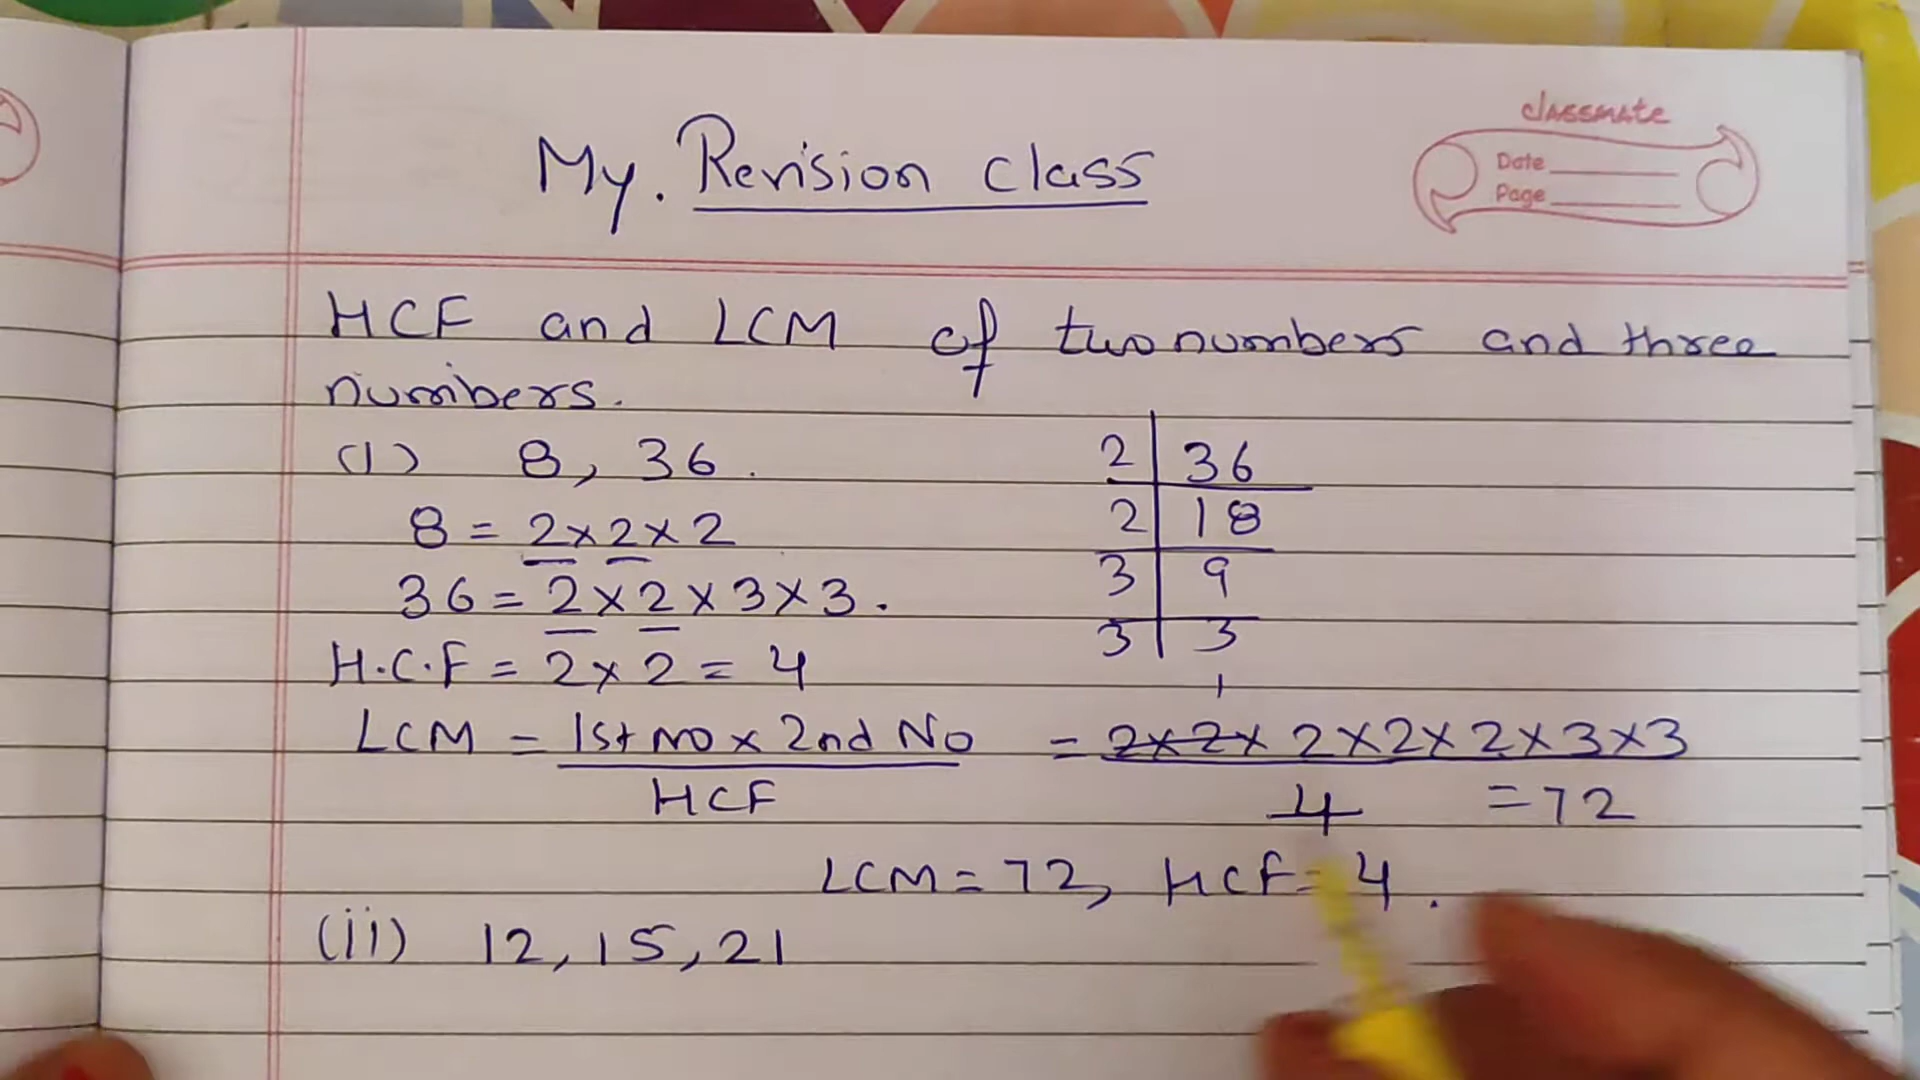 classmate
Date
Page
My. Revision class
HCF and LCM of two numbers and three
numbers.
(1) 8, 36.
8 = 2×2×2
36 = 2×2×3×3.
H.C.F = 2×2 = 4
2 36
2 18
3 9
3 3
1
LCM = 1st NO × 2nd No = 2×2×2×2×2×3×3
HCF 4 = 72
LCM = 72, HCF = 4.
(ii) 12, 15, 21